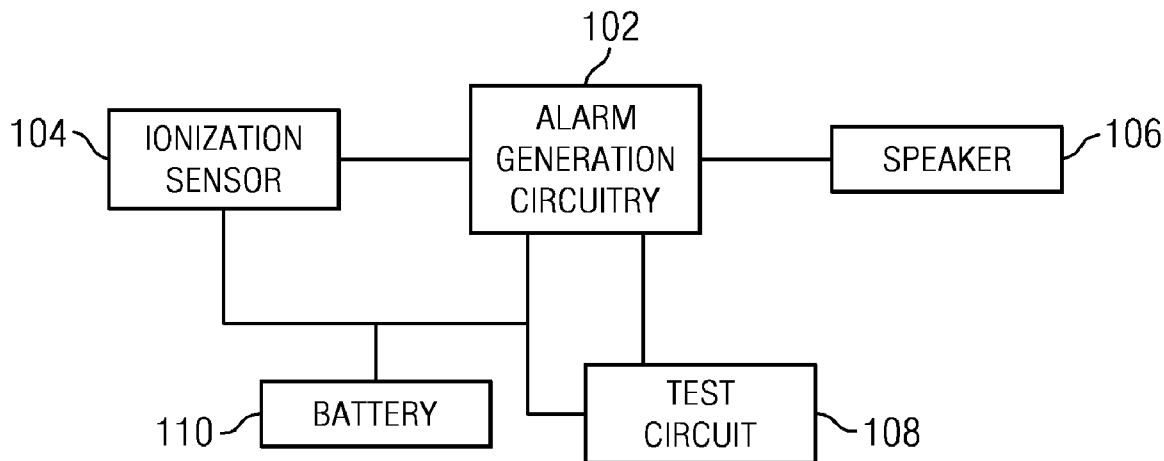 102
104
IONIZATION
SENSOR
ALARM
GENERATION
CIRCUITRY
SPEAKER
106
110
BATTERY
TEST
CIRCUIT
108